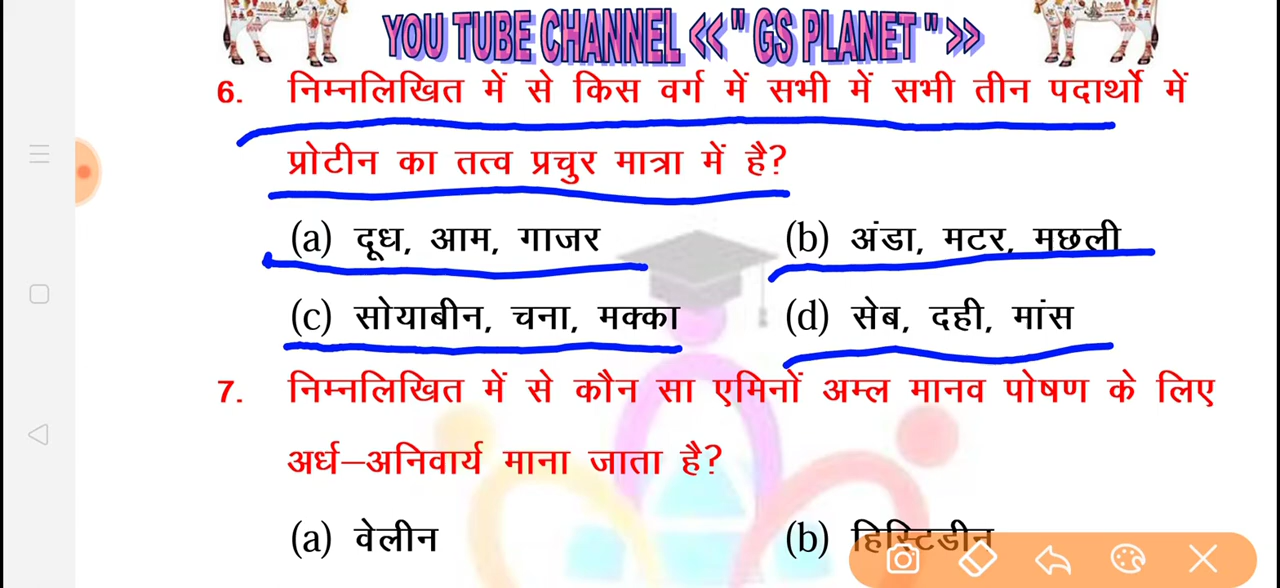 YOU TUBE CHANNEL <<" GS PLANET ">>
6. निम्नलिखित में से किस वर्ग में सभी में सभी तीन पदार्थो में
प्रोटीन का तत्व प्रचुर मात्रा में है?
(a) दूध, आम, गाजर (b) अंडा, मटर, मछली
(c) सोयाबीन, चना, मक्का (d) सेब, दही, मांस
7. निम्नलिखित में से कौन सा एमिनों अम्ल मानव पोषण के लिए
अर्ध–अनिवार्य माना जाता है?
(a) वेलीन (b) हिस्टिडीन